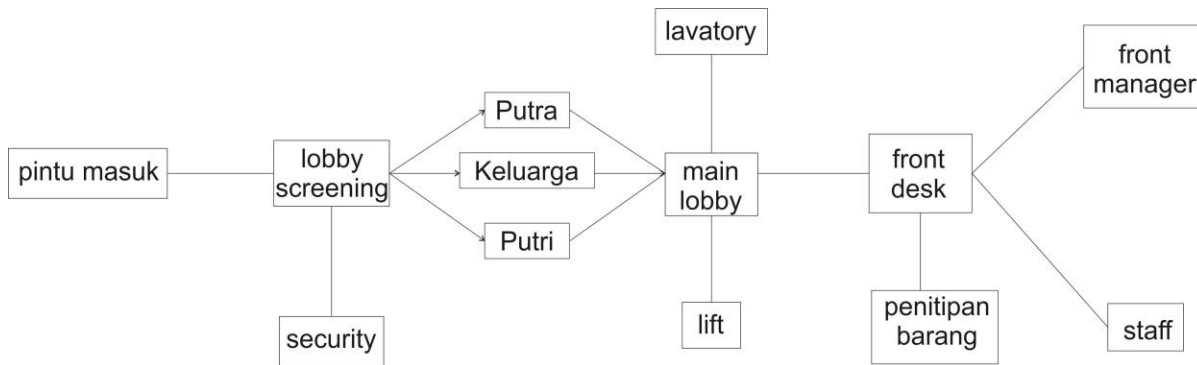 lavatory
front
manager
Putra
pintu masuk
lobby
screening
Keluarga
main
lobby
front
desk
Putri
security
lift
penitipan
barang
staff